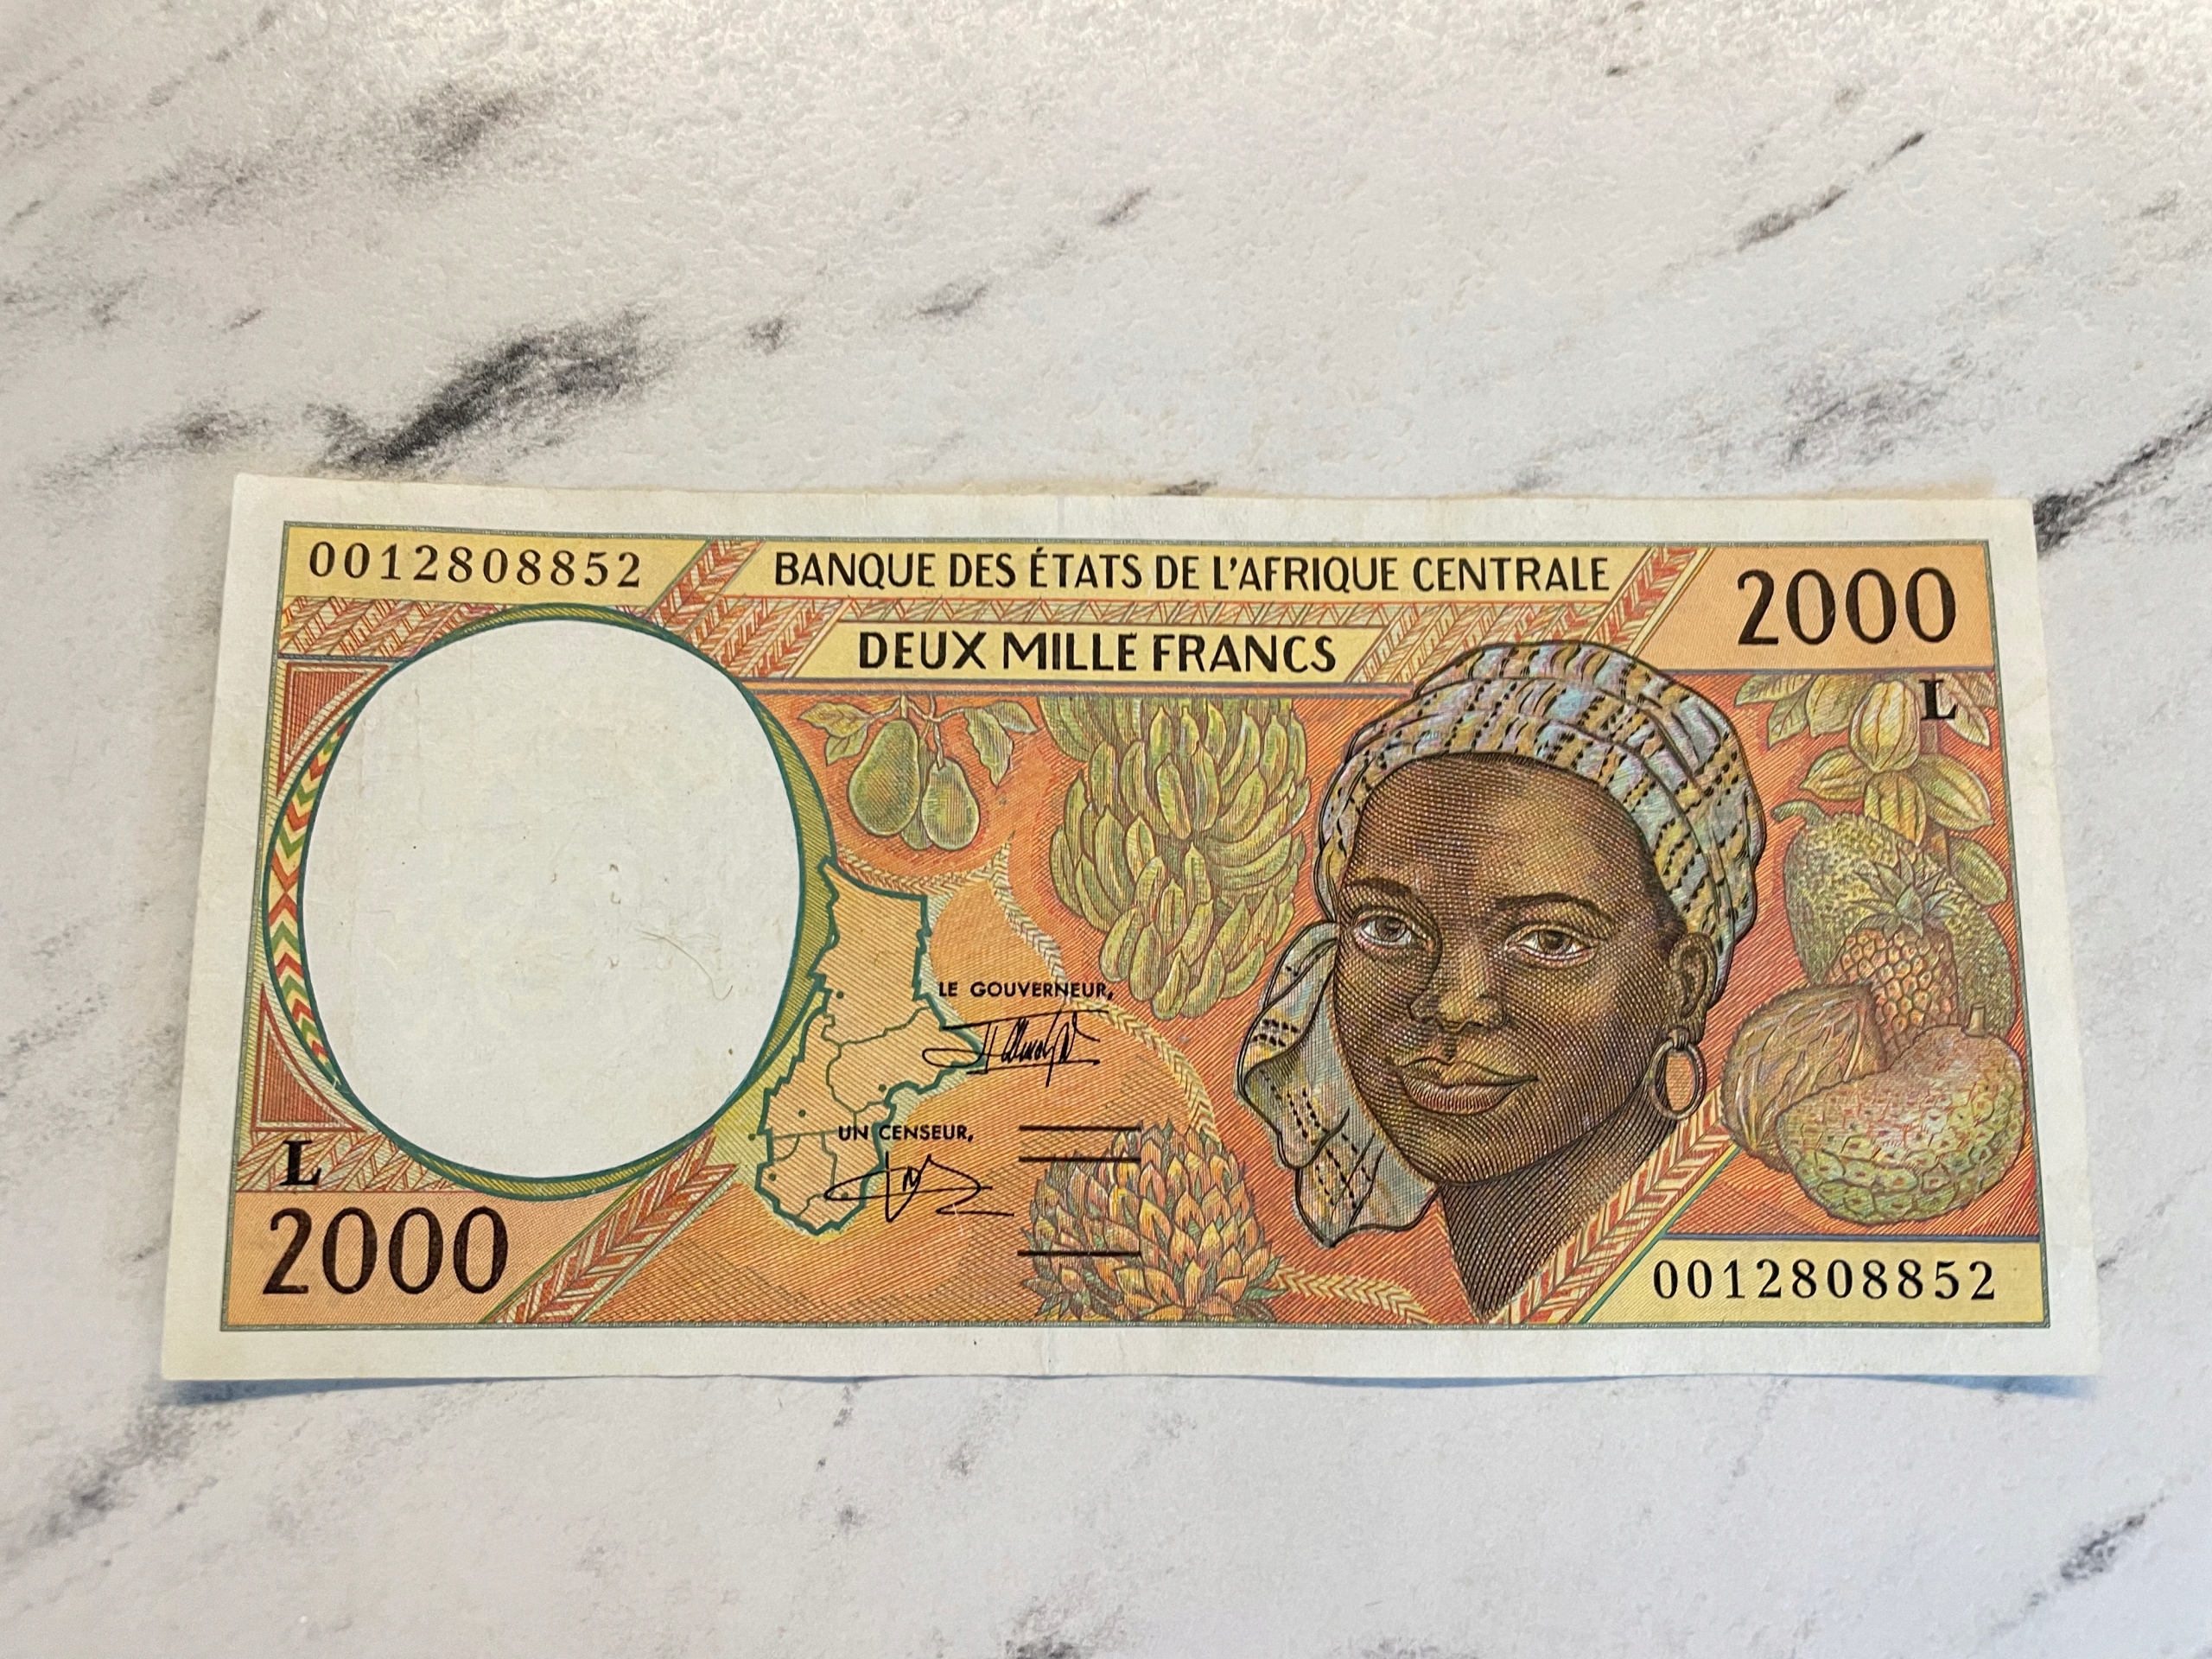 0012808852
BANQUE DES ÉTATS DE L'AFRIQUE CENTRALE
2000
DEUX MILLE FRANCS
L
LE GOUVERNEUR,
UN CENSEUR,
L
2000
0012808852